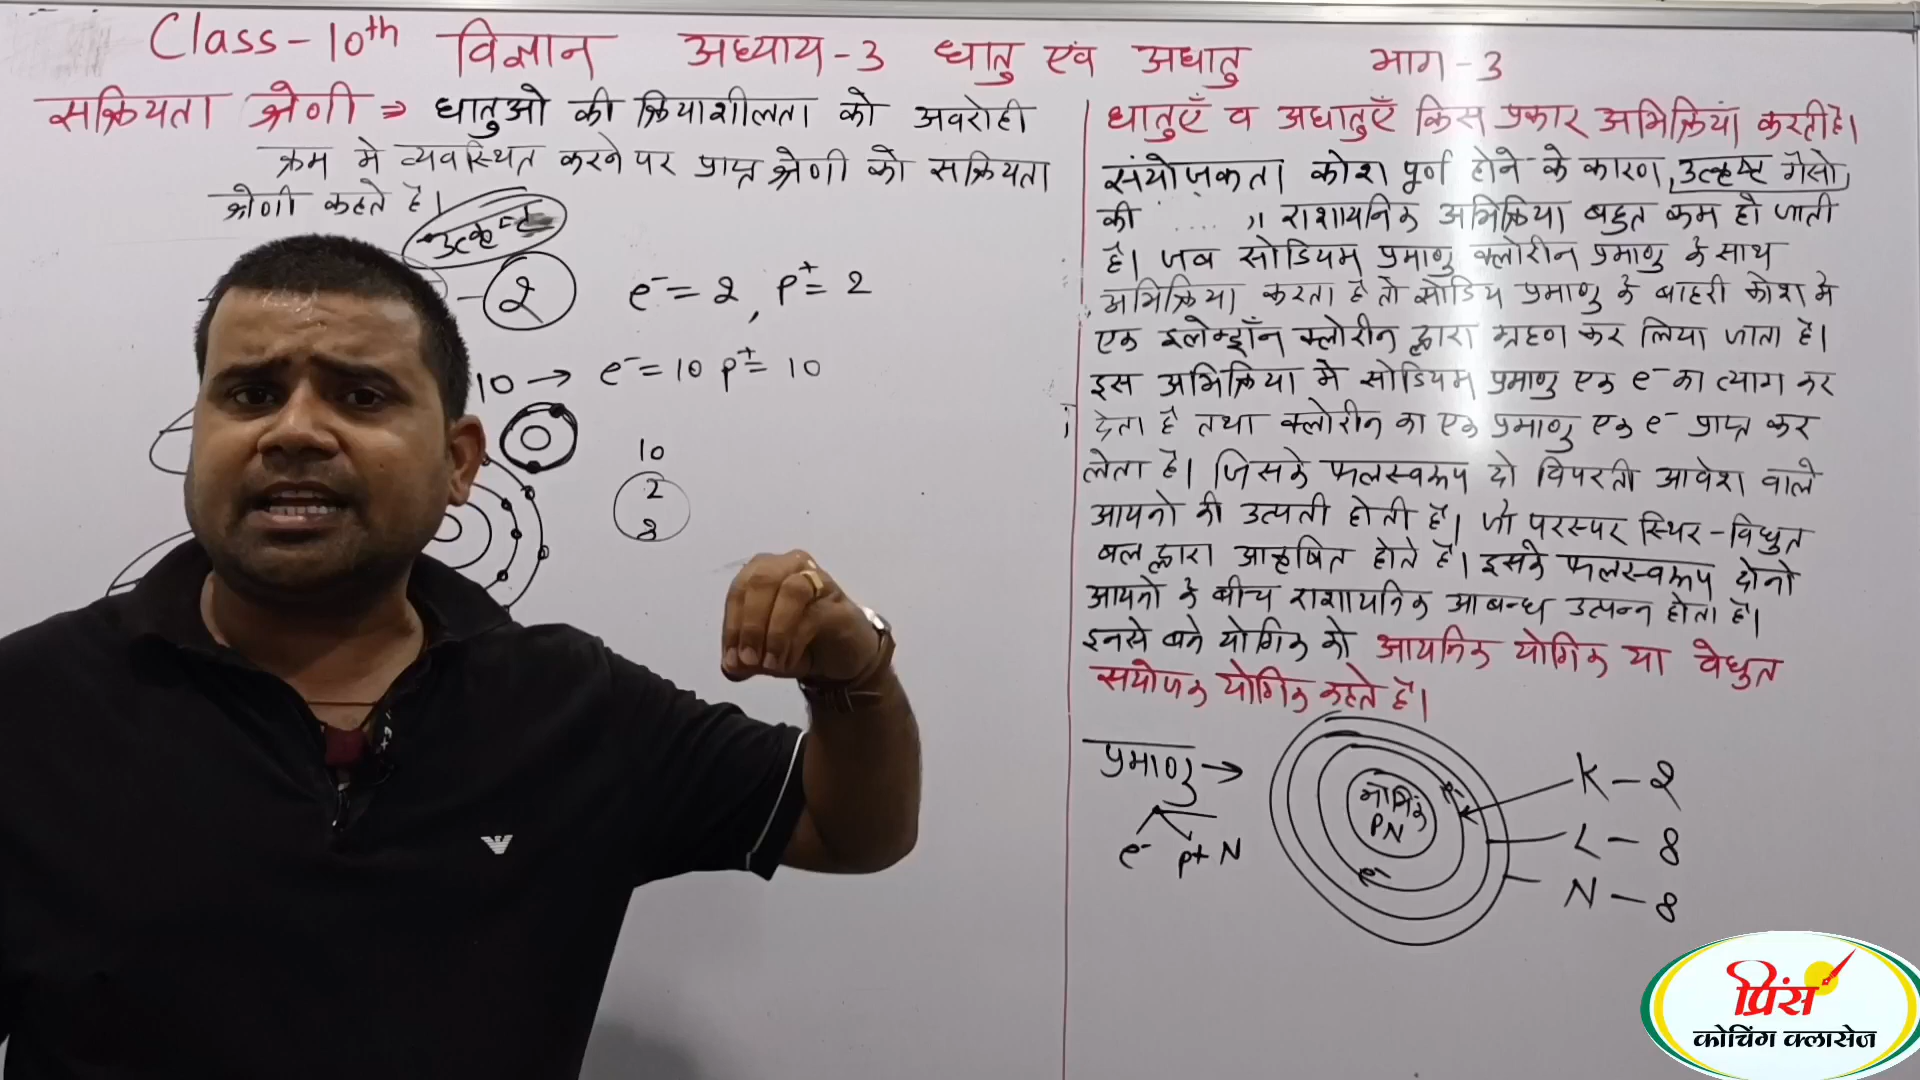 Class-10th विज्ञान अध्याय-3 धातु एवं अधातु भाग-3
सक्रियता श्रेणी ⇒ धातुओ की क्रियाशीलता को अवरोही
क्रम मे व्यवस्थित करने पर प्राप्त श्रेणी को सक्रियता
श्रेणी कहते है।
- 2 e⁻ = 2, p⁺ = 2
10 → e⁻ = 10 p⁺ = 10
10
2
8
धातुएँ व अधातुएँ किस प्रकार अभिक्रिया करती है।
संयोजकता कोश पूर्ण होने के कारण, उत्कृष्ट गैसो
की राशायनिक अभिक्रिया बहुत कम हो जाती
है। जब सोडियम प्रमाणु क्लोरीन प्रमाणु के साथ
अभिक्रिया करता है तो सोडिय प्रमाणु के बाहरी कोश मे
एक इलेक्ट्रॉन क्लोरीन द्वारा ग्रहण कर लिया जाता है।
इस अभिक्रिया मे सोडियम प्रमाणु एक e⁻ का त्याग कर
देता है तथा क्लोरीन का एक प्रमाणु एक e⁻ प्राप्त कर
लेता है। जिसके फलस्वरूप दो विपरती आवेश वाले
आयनो की उत्पती होती है। जो परस्पर स्थिर-विधुत
बल द्वारा आकृषित होते है। इसके फलस्वरूप दोनो
आयनो के बीच राशायनिक आबन्ध उत्पन्न होता है।
इनसे बने योगिक को आयनिक योगिक या वेधुत
सयोजक योगिक कहते है।
प्रमाणु →
e⁻ p+ N
नाभिक
PN
e⁻
e⁻
K - 2
L - 8
N - 8
प्रिंस
कोचिंग क्लासेज